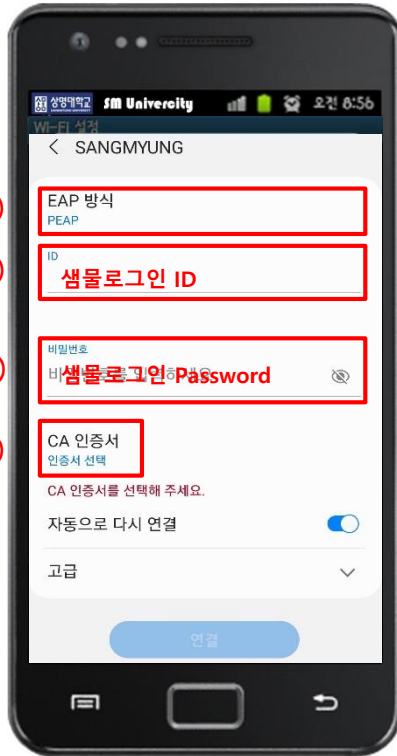 상명대학교 SM Univercity 오전 8:56
Wi-Fi 설정
< SANGMYUNG
EAP 방식
PEAP
ID
샘물로그인 ID
비밀번호
샘물로그인 Password
CA 인증서
인증서 선택
CA 인증서를 선택해 주세요.
자동으로 다시 연결
고급
연결